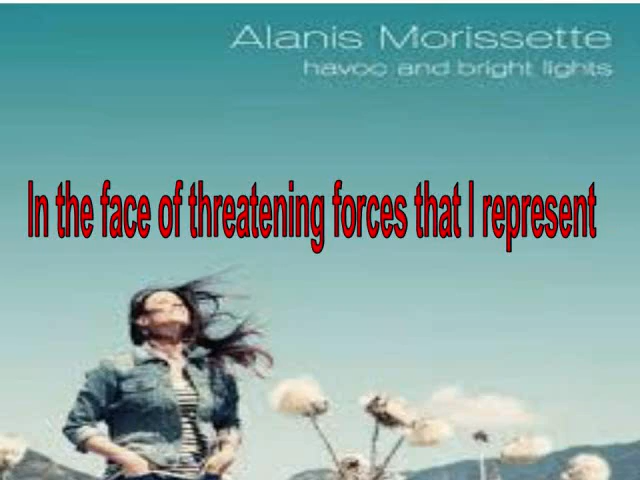 Alanis Morissette
havoc and bright lights
In the face of threatening forces that I represent